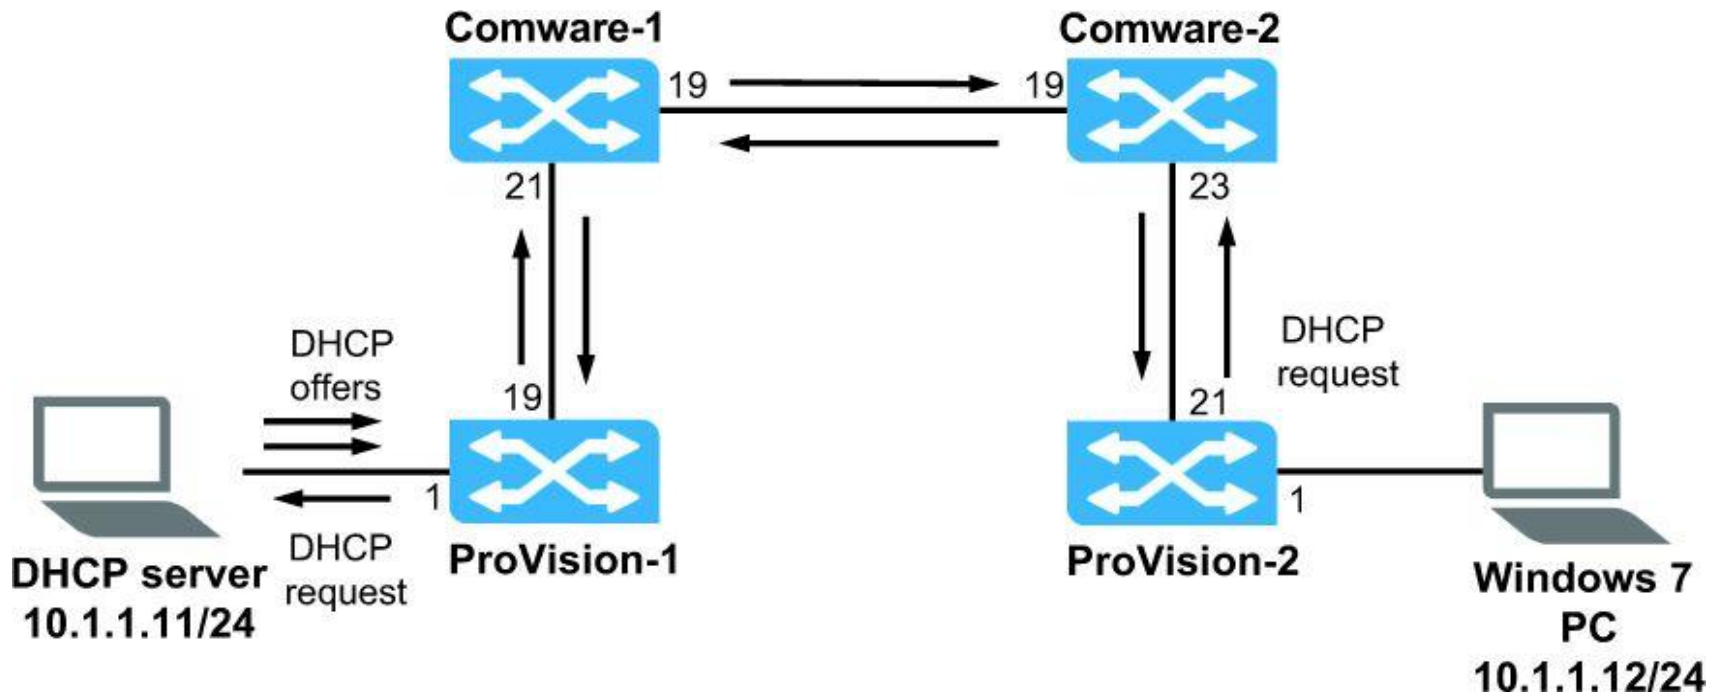 Comware-1
Comware-2
19
19
21
23
DHCP
offers
19
DHCP
request
21
1
DHCP
request
1
ProVision-1
ProVision-2
DHCP server
10.1.1.11/24
Windows 7
PC
10.1.1.12/24